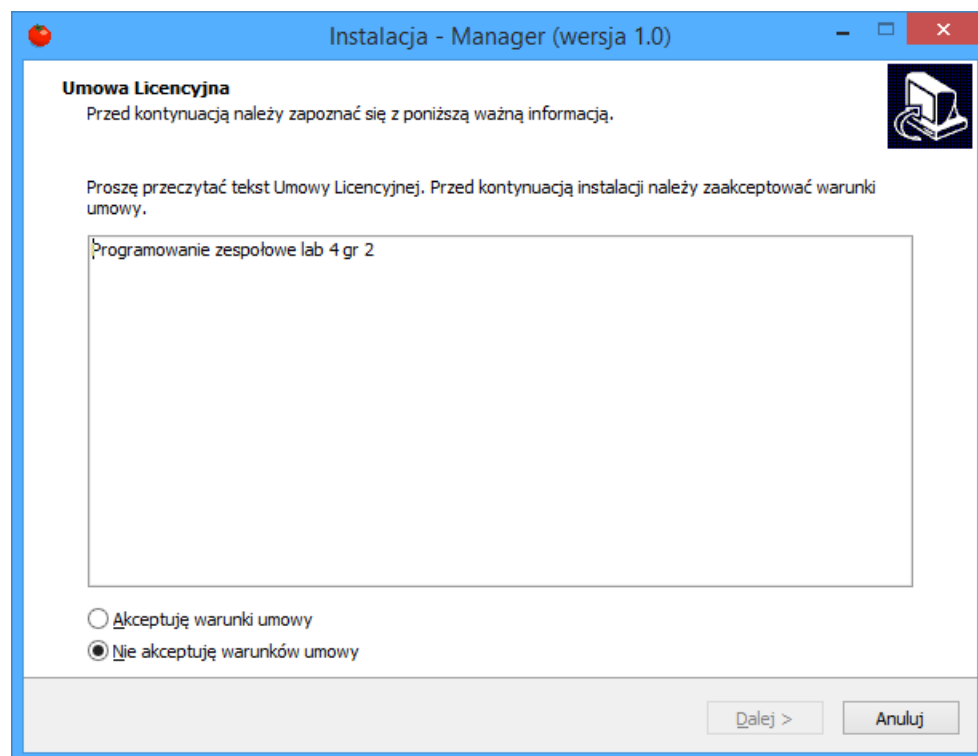 Instalacja - Manager (wersja 1.0)
Umowa Licencyjna
Przed kontynuacją należy zapoznać się z poniższą ważną informacją.
Proszę przeczytać tekst Umowy Licencyjnej. Przed kontynuacją instalacji należy zaakceptować warunki
umowy.
Programowanie zespołowe lab 4 gr 2
Akceptuję warunki umowy
Nie akceptuję warunków umowy
Dalej >
Anuluj